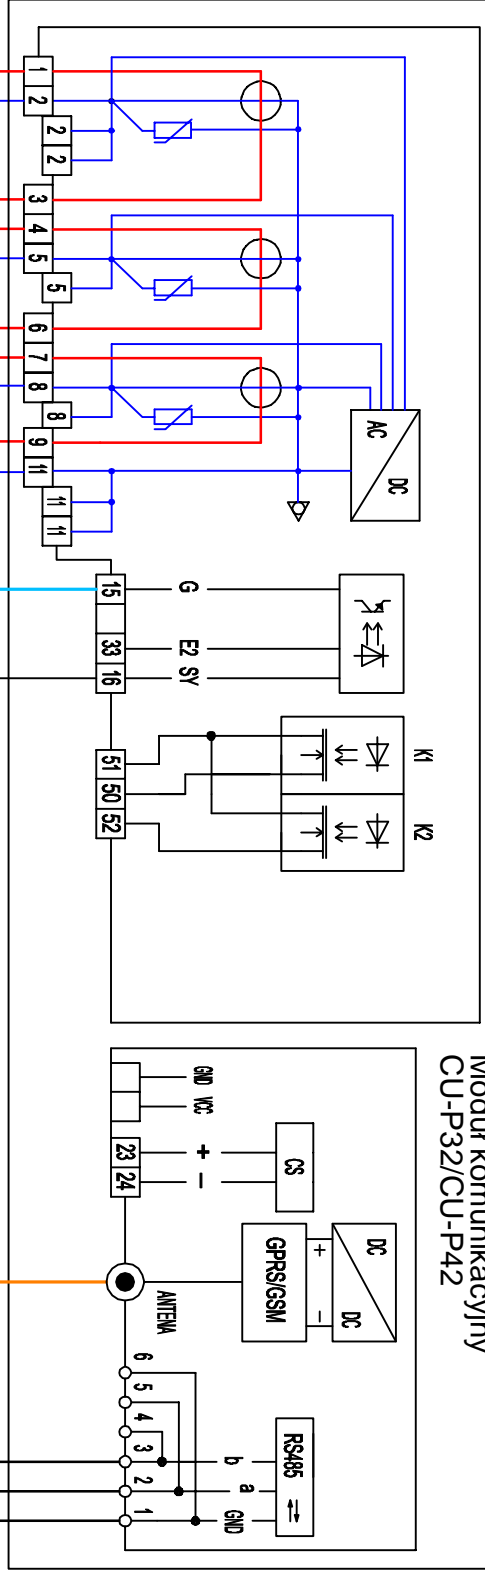 1
2
2
2
3
4
5
5
6
7
8
8
9
11
11
11
AC
DC
15
33
16
G
E2
SY
51
50
52
K1
K2
Moduł komunikacyjny
CU-P32/CU-P42
GND
VCC
23
24
+
−
CS
DC
DC
+
−
GPRS/GSM
ANTENA
6
5
4
3
2
1
b
a
GND
RS485